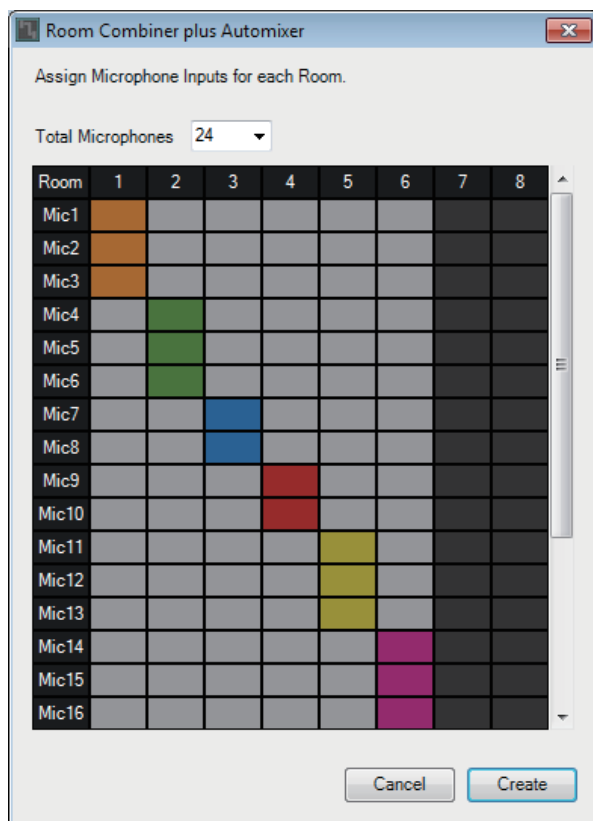 Room Combiner plus Automixer
Assign Microphone Inputs for each Room.
Total Microphones 24
Room 1 2 3 4 5 6 7 8
Mic1
Mic2
Mic3
Mic4
Mic5
Mic6
Mic7
Mic8
Mic9
Mic10
Mic11
Mic12
Mic13
Mic14
Mic15
Mic16
Cancel Create